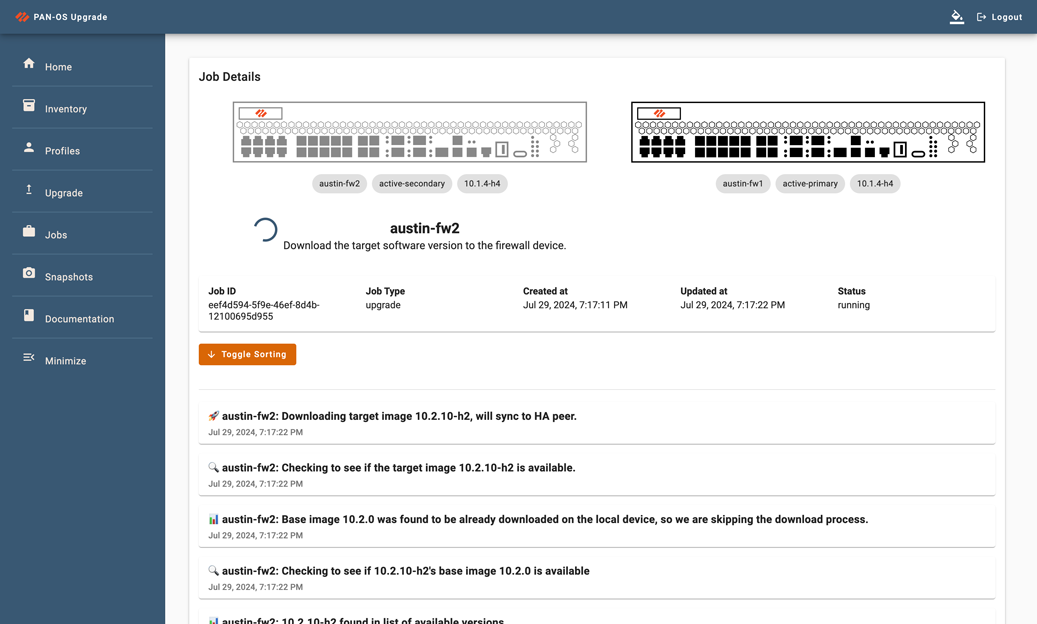 PAN-OS Upgrade
Logout
Home
Inventory
Profiles
Upgrade
Jobs
Snapshots
Documentation
Minimize
Job Details
austin-fw2
active-secondary
10.1.4-h4
austin-fw1
active-primary
10.1.4-h4
austin-fw2
Download the target software version to the firewall device.
Job ID
eef4d594-5f9e-46ef-8d4b-
12100695d955
Job Type
upgrade
Created at
Jul 29, 2024, 7:17:11 PM
Updated at
Jul 29, 2024, 7:17:22 PM
Status
running
Toggle Sorting
🚀 austin-fw2: Downloading target image 10.2.10-h2, will sync to HA peer.
Jul 29, 2024, 7:17:22 PM
🔍 austin-fw2: Checking to see if the target image 10.2.10-h2 is available.
Jul 29, 2024, 7:17:22 PM
📊 austin-fw2: Base image 10.2.0 was found to be already downloaded on the local device, so we are skipping the download process.
Jul 29, 2024, 7:17:22 PM
🔍 austin-fw2: Checking to see if 10.2.10-h2's base image 10.2.0 is available
Jul 29, 2024, 7:17:22 PM
📊 austin-fw2: 10.2.10-h2 found in list of available versions